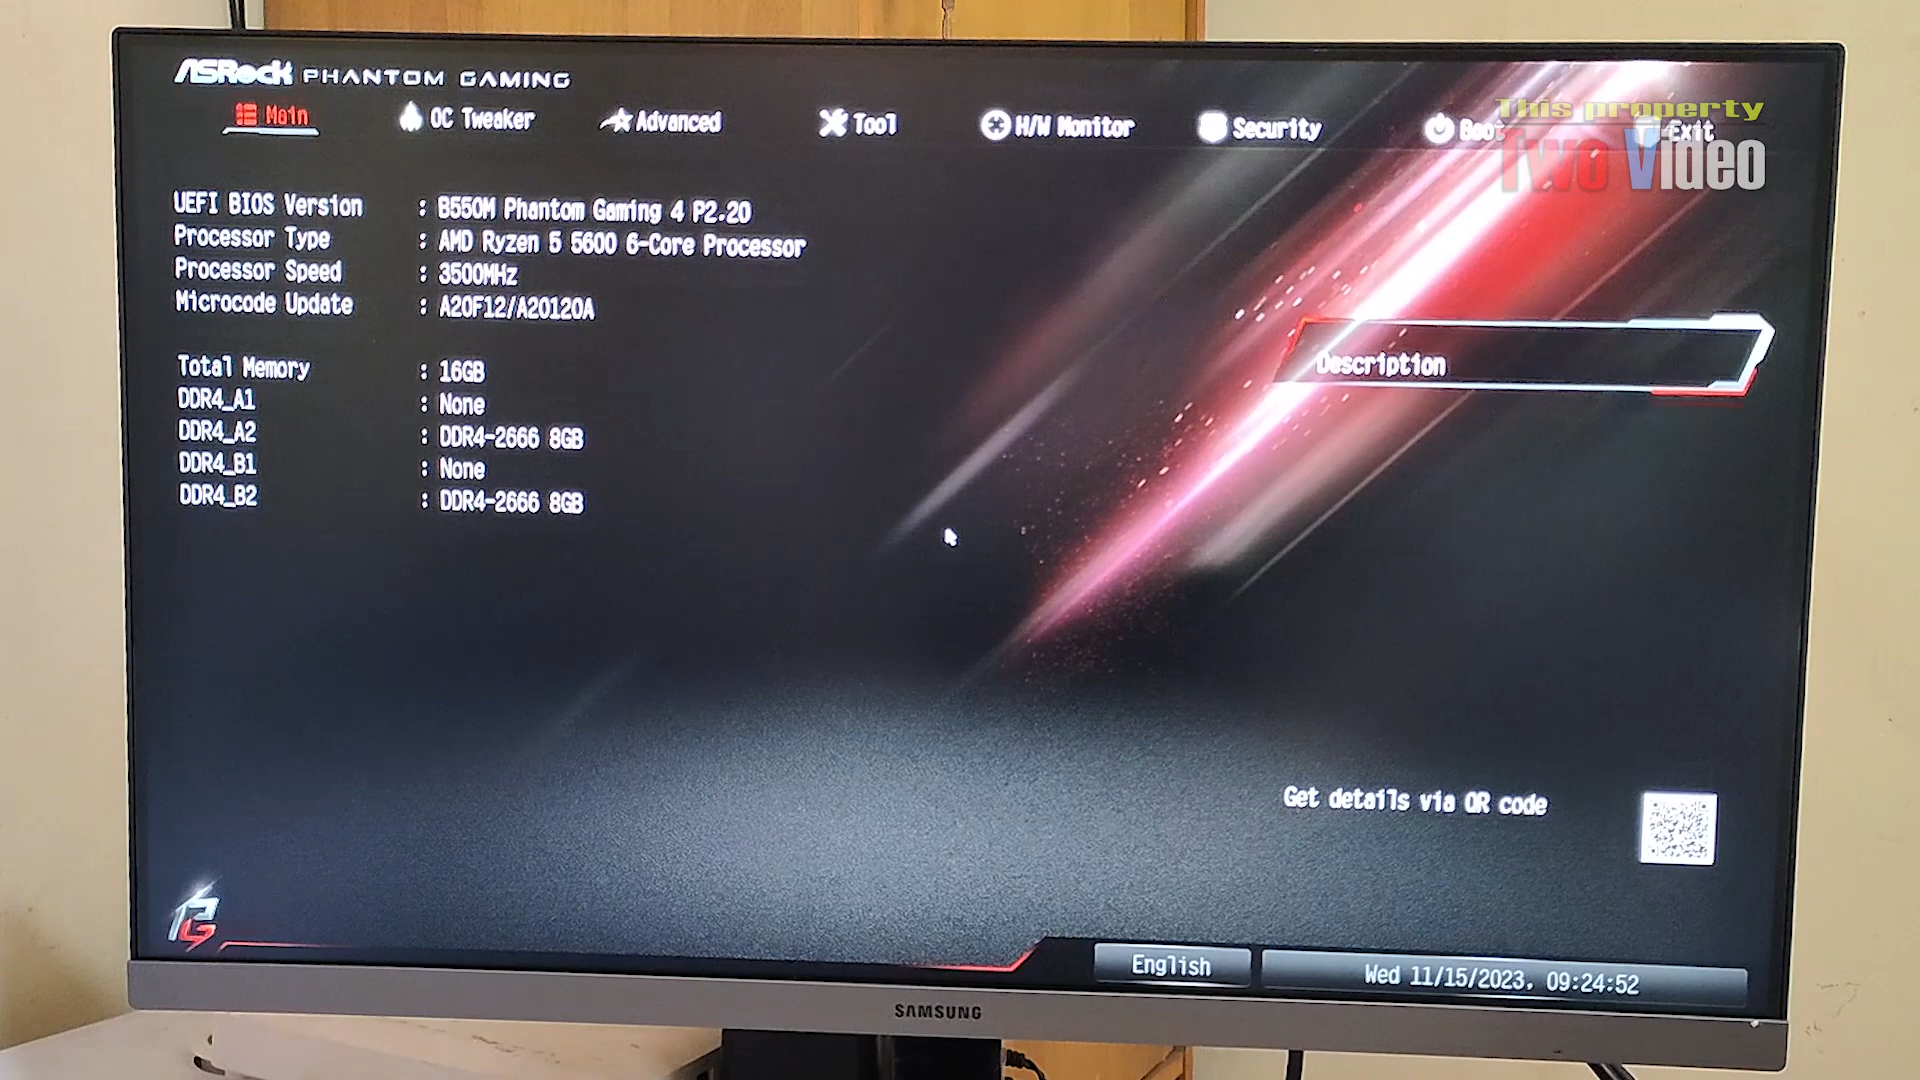 ASRock PHANTOM GAMING
Main OC Tweaker Advanced Tool H/W Monitor Security Boot Exit
This property
Two Video
UEFI BIOS Version : B550M Phantom Gaming 4 P2.20
Processor Type : AMD Ryzen 5 5600 6-Core Processor
Processor Speed : 3500MHz
Microcode Update : A20F12/A20120A
Total Memory : 16GB
DDR4_A1 : None
DDR4_A2 : DDR4-2666 8GB
DDR4_B1 : None
DDR4_B2 : DDR4-2666 8GB
Description
Get details via QR code
English
Wed 11/15/2023, 09:24:52
SAMSUNG